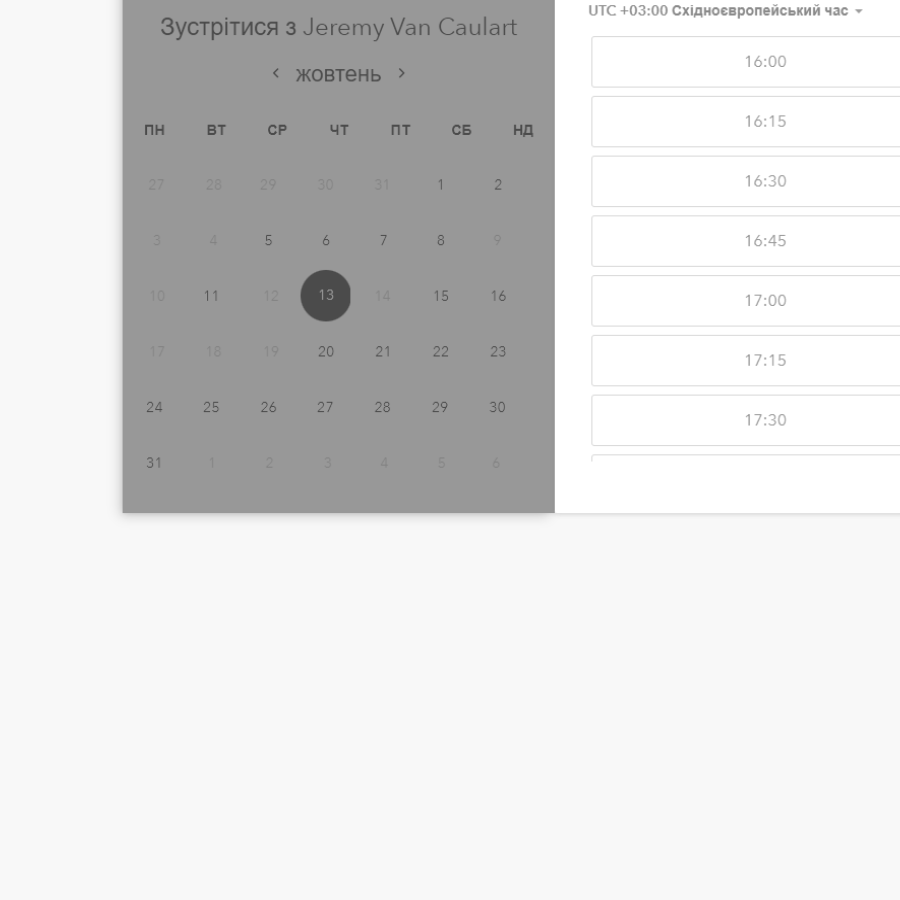 Зустрітися з Jeremy Van Caulart
жовтень
ПН ВТ СР ЧТ ПТ СБ НД
27 28 29 30 31 1 2
3 4 5 6 7 8 9
10 11 12 13 14 15 16
17 18 19 20 21 22 23
24 25 26 27 28 29 30
31 1 2 3 4 5 6
UTC +03:00 Східноєвропейський час
16:00
16:15
16:30
16:45
17:00
17:15
17:30